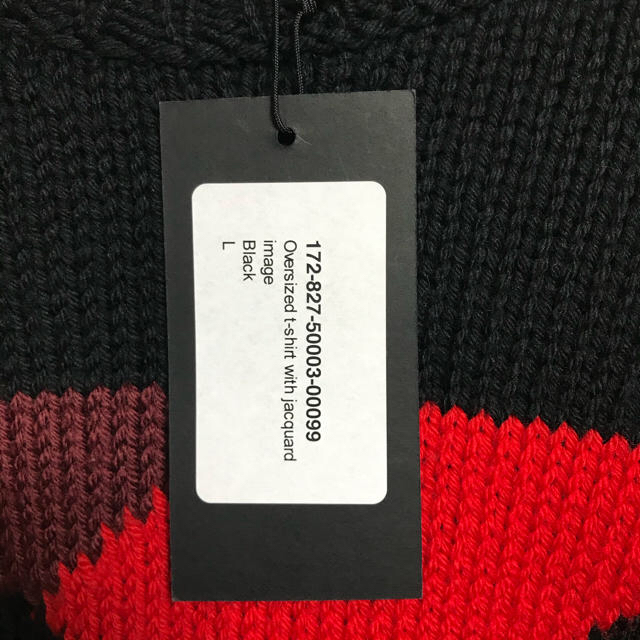 172-827-50003-00099
Oversized t-shirt with jacquard
image
Black
L